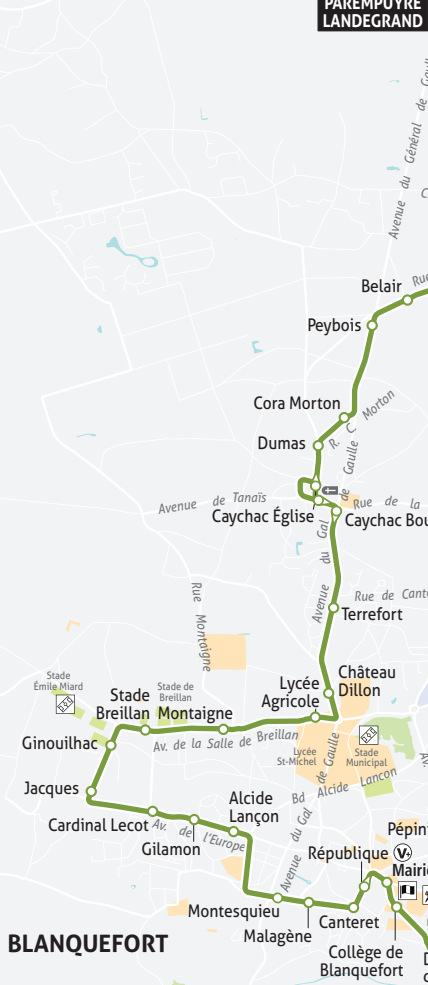 PAREMPUYRE
LANDEGRAND
Avenue du Général de Gaulle
Belair
Rue
Peybois
Cora Morton
R. C. Morton
Dumas
de Gaulle
Avenue de Tanaïs
Rue de la
Caychac Église
Caychac Bou
Avenue du Gal
Rue de Cant
Rue Montaigne
Terrefort
Château
Dillon
Stade
Émile Miard
Stade
Breillan
Stade de
Breillan
Montaigne
Lycée
Agricole
Ginouilhac
Av. de la Salle de Breillan
Lycée
St-Michel
Stade
Municipal
Av.
Jacques
Bd Alcide Lancon
Avenue du Gal de Gaulle
Alcide
Lançon
Cardinal Lecot
Av. de l'Europe
Gilamon
Pépin
République
V+
Mairi
Montesquieu
Malagène
Canteret
BLANQUEFORT
Collège de
Blanquefort